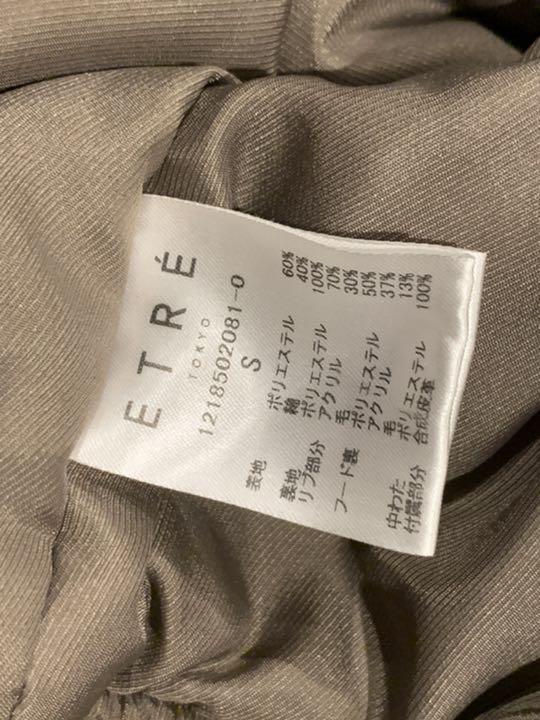 ETRÉ
TOKYO
1218502081-0
S
表地 ポリエステル 60%
綿 40%
裏地 ポリエステル 100%
リブ部分 アクリル 70%
毛 30%
フード裏 ポリエステル 50%
アクリル 37%
毛 13%
中わた ポリエステル 100%
付属部分 合成皮革